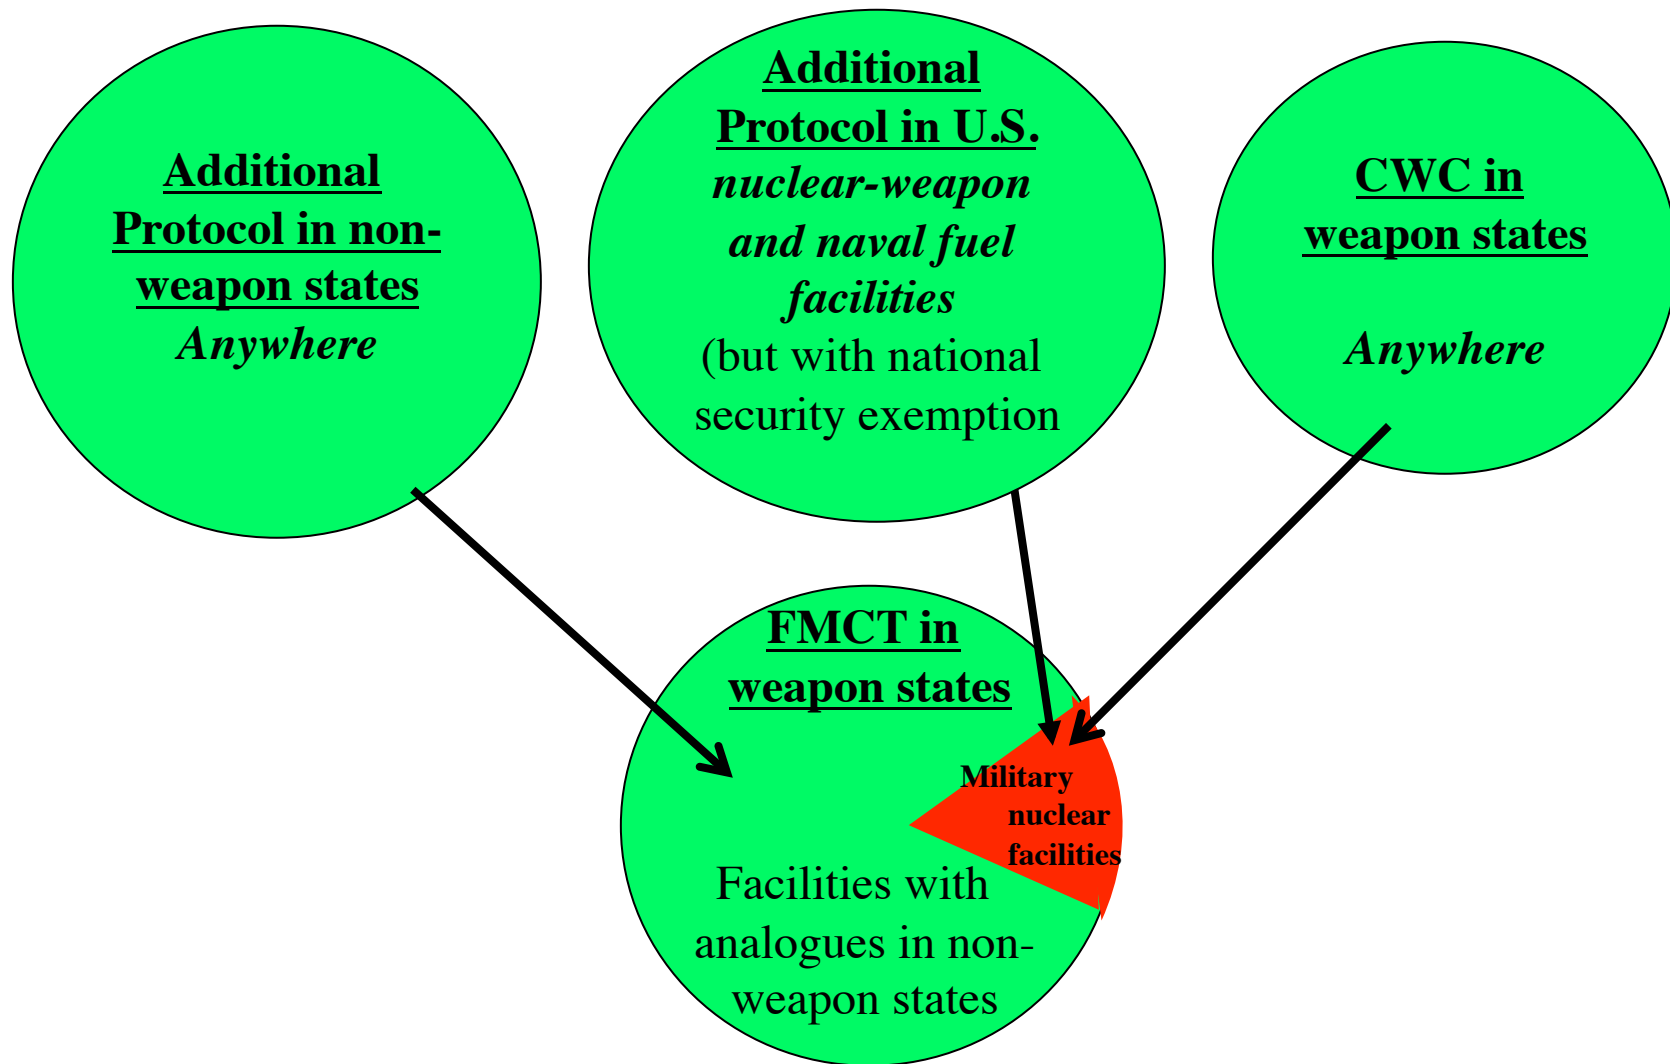 Additional
Protocol in non-
weapon states
Anywhere
Additional
Protocol in U.S.
nuclear-weapon
and naval fuel
facilities
(but with national
security exemption
CWC in
weapon states
Anywhere
FMCT in
weapon states
Military
nuclear
facilities
Facilities with
analogues in non-
weapon states